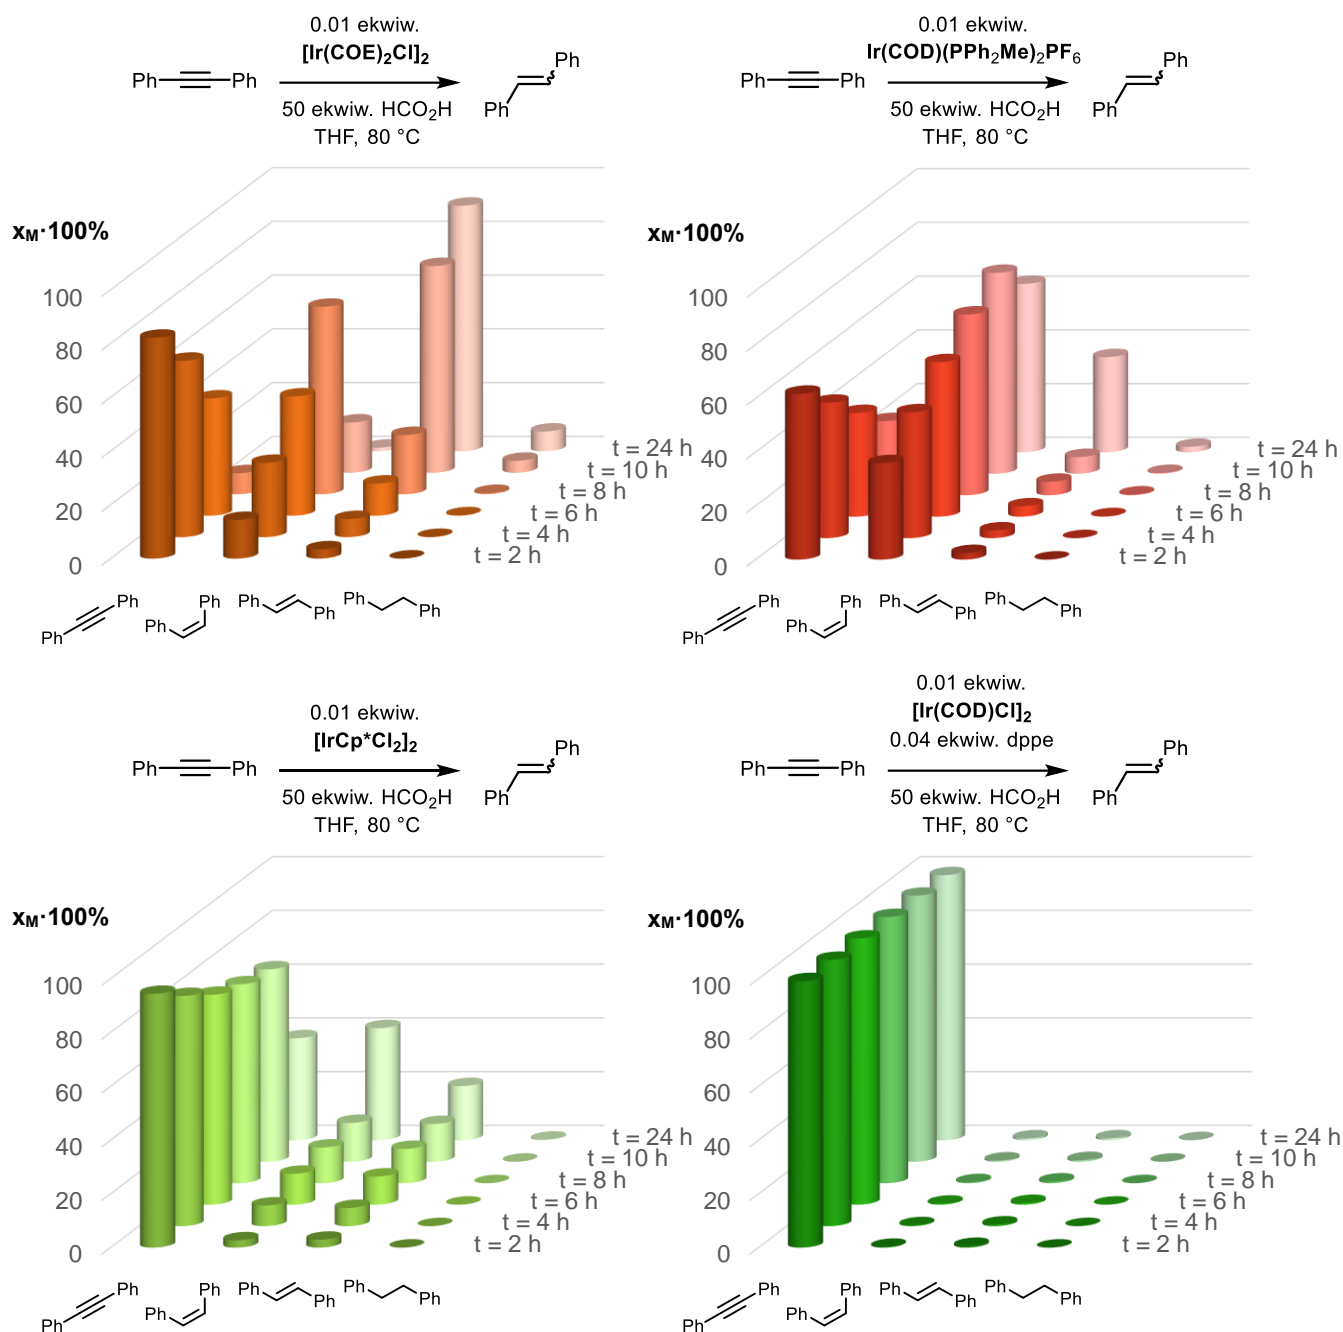 0.01 ekwiw.
[Ir(COE)₂Cl]₂
Ph Ph
50 ekwiw. HCO₂H
THF, 80 °C
Ph
Ph
xM·100%
100
80
60
40
20
0
t = 24 h
t = 10 h
t = 8 h
t = 6 h
t = 4 h
t = 2 h
Ph Ph Ph Ph
Ph Ph Ph Ph
0.01 ekwiw.
Ir(COD)(PPh₂Me)₂PF₆
Ph Ph
50 ekwiw. HCO₂H
THF, 80 °C
Ph
Ph
xM·100%
100
80
60
40
20
0
t = 24 h
t = 10 h
t = 8 h
t = 6 h
t = 4 h
t = 2 h
Ph Ph Ph Ph
Ph Ph Ph Ph
0.01 ekwiw.
[IrCp*Cl₂]₂
Ph Ph
50 ekwiw. HCO₂H
THF, 80 °C
Ph
Ph
xM·100%
100
80
60
40
20
0
t = 24 h
t = 10 h
t = 8 h
t = 6 h
t = 4 h
t = 2 h
Ph Ph Ph Ph
Ph Ph Ph Ph
0.01 ekwiw.
[Ir(COD)Cl]₂
0.04 ekwiw. dppe
Ph Ph
50 ekwiw. HCO₂H
THF, 80 °C
Ph
Ph
xM·100%
100
80
60
40
20
0
t = 24 h
t = 10 h
t = 8 h
t = 6 h
t = 4 h
t = 2 h
Ph Ph Ph Ph
Ph Ph Ph Ph